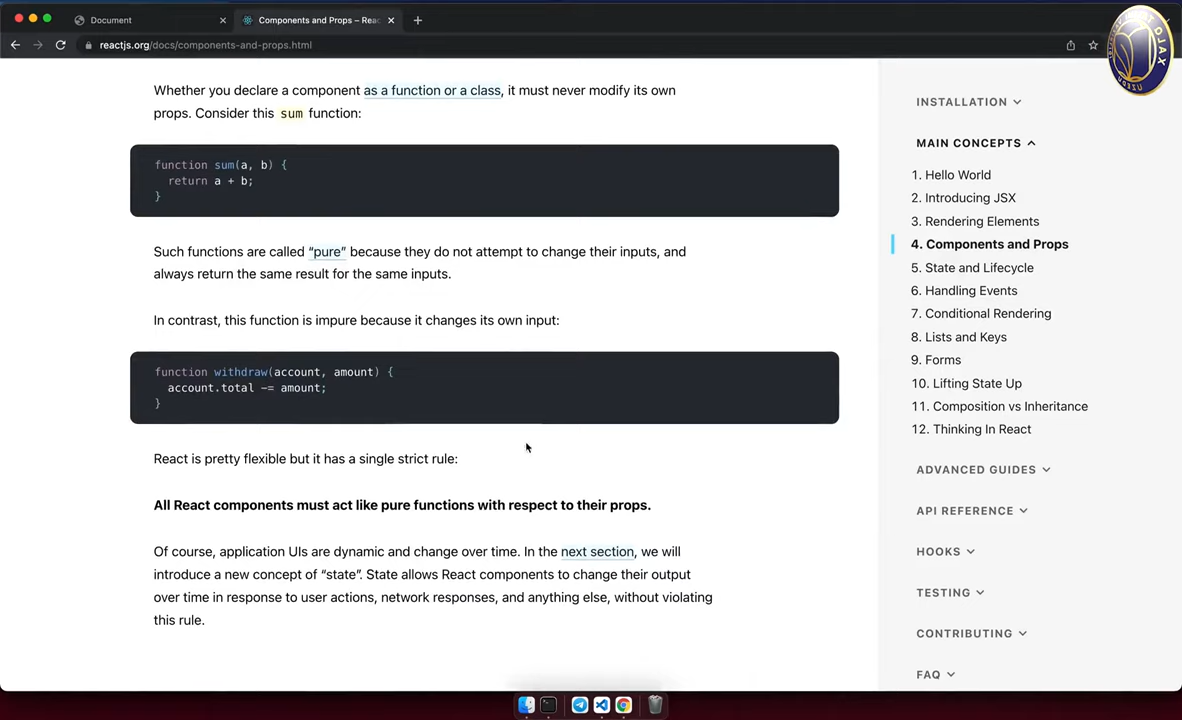 Document
Components and Props – Reac
reactjs.org/docs/components-and-props.html
Whether you declare a component as a function or a class, it must never modify its own
props. Consider this sum function:
function sum(a, b) {
return a + b;
}
Such functions are called “pure” because they do not attempt to change their inputs, and
always return the same result for the same inputs.
In contrast, this function is impure because it changes its own input:
function withdraw(account, amount) {
account.total -= amount;
}
React is pretty flexible but it has a single strict rule:
All React components must act like pure functions with respect to their props.
Of course, application UIs are dynamic and change over time. In the next section, we will
introduce a new concept of “state”. State allows React components to change their output
over time in response to user actions, network responses, and anything else, without violating
this rule.
INSTALLATION
MAIN CONCEPTS
1. Hello World
2. Introducing JSX
3. Rendering Elements
4. Components and Props
5. State and Lifecycle
6. Handling Events
7. Conditional Rendering
8. Lists and Keys
9. Forms
10. Lifting State Up
11. Composition vs Inheritance
12. Thinking In React
ADVANCED GUIDES
API REFERENCE
HOOKS
TESTING
CONTRIBUTING
FAQ